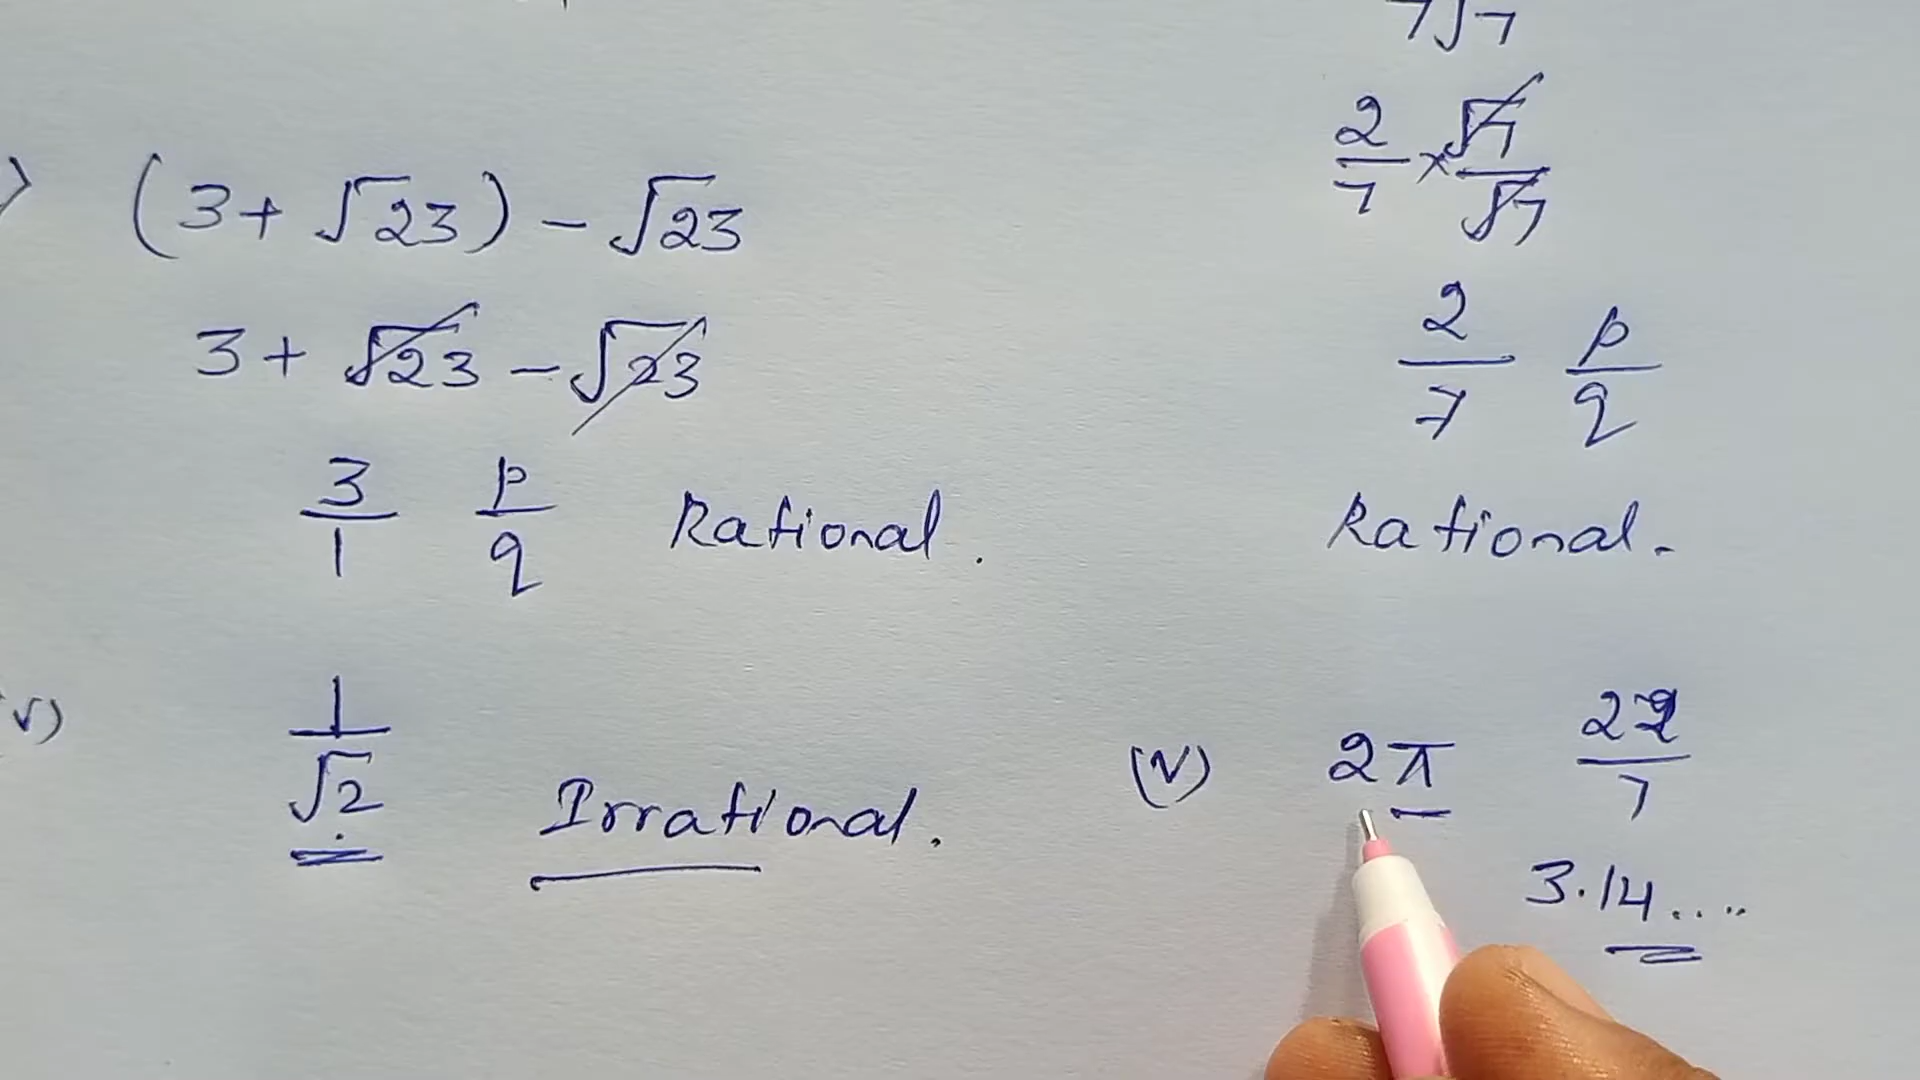 ) (3 + √23) - √23
3 + √23 - √23
3/1 p/q Rational.
v) 1/√2 Irrational.
7√7
2/7 × √7/√7
2/7 p/q
Rational.
(v) 2π 22/7
3.14....